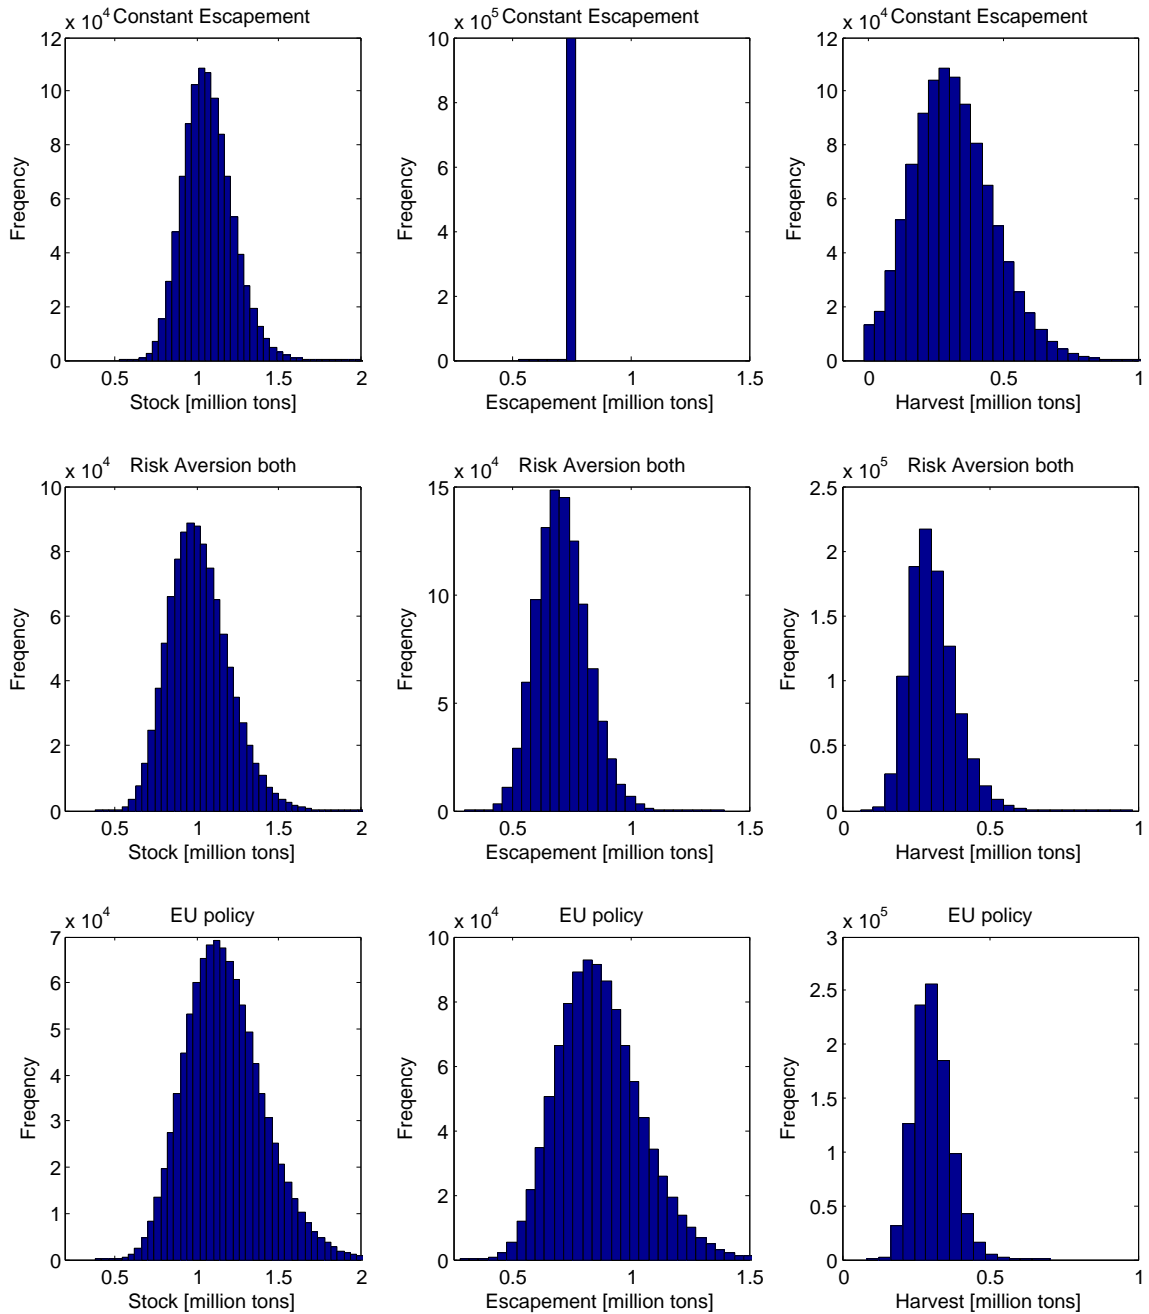 x 10^4 Constant Escapement
12
10
8
6
4
2
0
Freqency
0.5 1 1.5 2
Stock [million tons]
x 10^5 Constant Escapement
10
8
6
4
2
0
Freqency
0.5 1 1.5
Escapement [million tons]
x 10^4 Constant Escapement
12
10
8
6
4
2
0
Freqency
0 0.5 1
Harvest [million tons]
x 10^4 Risk Aversion both
10
8
6
4
2
0
Freqency
0.5 1 1.5 2
Stock [million tons]
x 10^4 Risk Aversion both
15
10
5
0
Freqency
0.5 1 1.5
Escapement [million tons]
x 10^5 Risk Aversion both
2.5
2
1.5
1
0.5
0
Freqency
0 0.5 1
Harvest [million tons]
x 10^4 EU policy
7
6
5
4
3
2
1
0
Freqency
0.5 1 1.5 2
Stock [million tons]
x 10^4 EU policy
10
8
6
4
2
0
Freqency
0.5 1 1.5
Escapement [million tons]
x 10^5 EU policy
3
2.5
2
1.5
1
0.5
0
Freqency
0 0.5 1
Harvest [million tons]